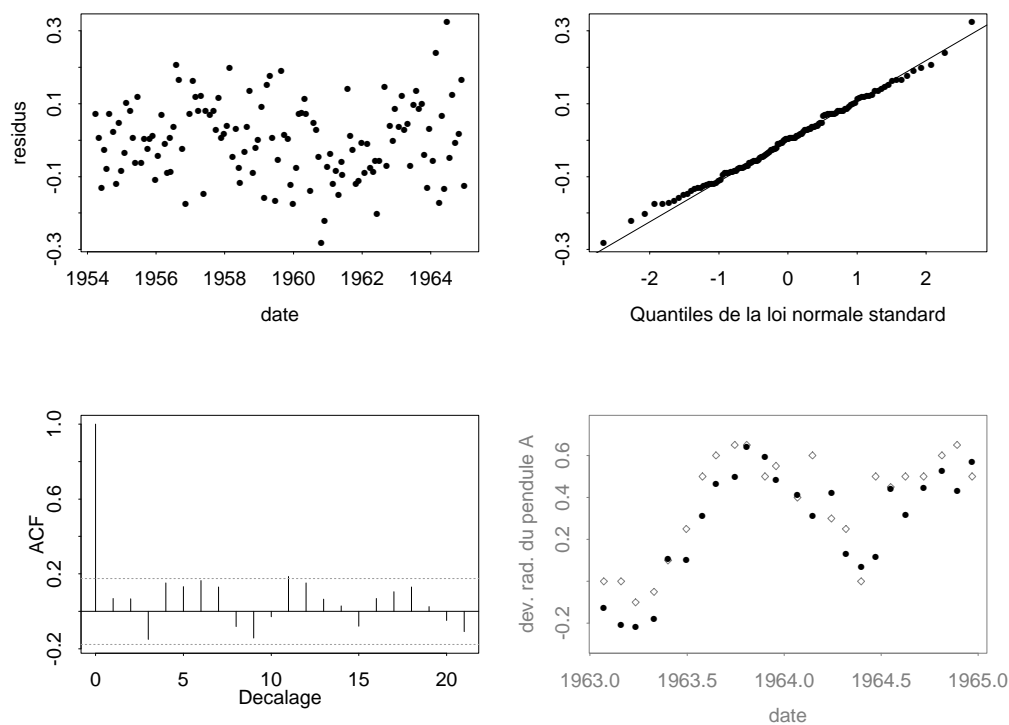 0.3
0.1
-0.1
-0.3
residus
1954 1956 1958 1960 1962 1964
date
0.3
0.1
-0.1
-0.3
-2 -1 0 1 2
Quantiles de la loi normale standard
1.0
0.6
0.2
-0.2
ACF
0 5 10 15 20
Decalage
0.6
0.2
-0.2
dev. rad. du pendule A
1963.0 1963.5 1964.0 1964.5 1965.0
date